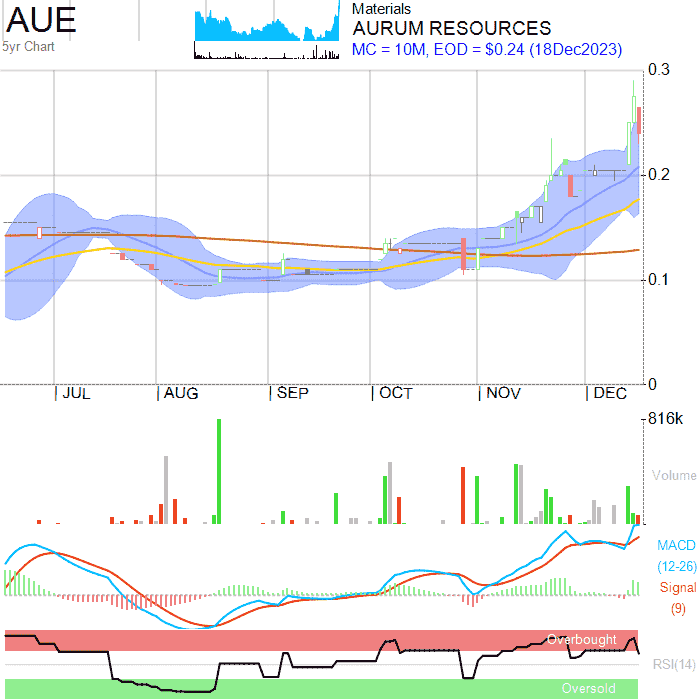 AUE
5yr Chart
Materials
AURUM RESOURCES
MC = 10M, EOD = $0.24 (18Dec2023)
0.3
0.2
0.1
0
JUL AUG SEP OCT NOV DEC
816k
Volume
MACD
(12-26)
Signal
(9)
Overbought
RSI(14)
Oversold